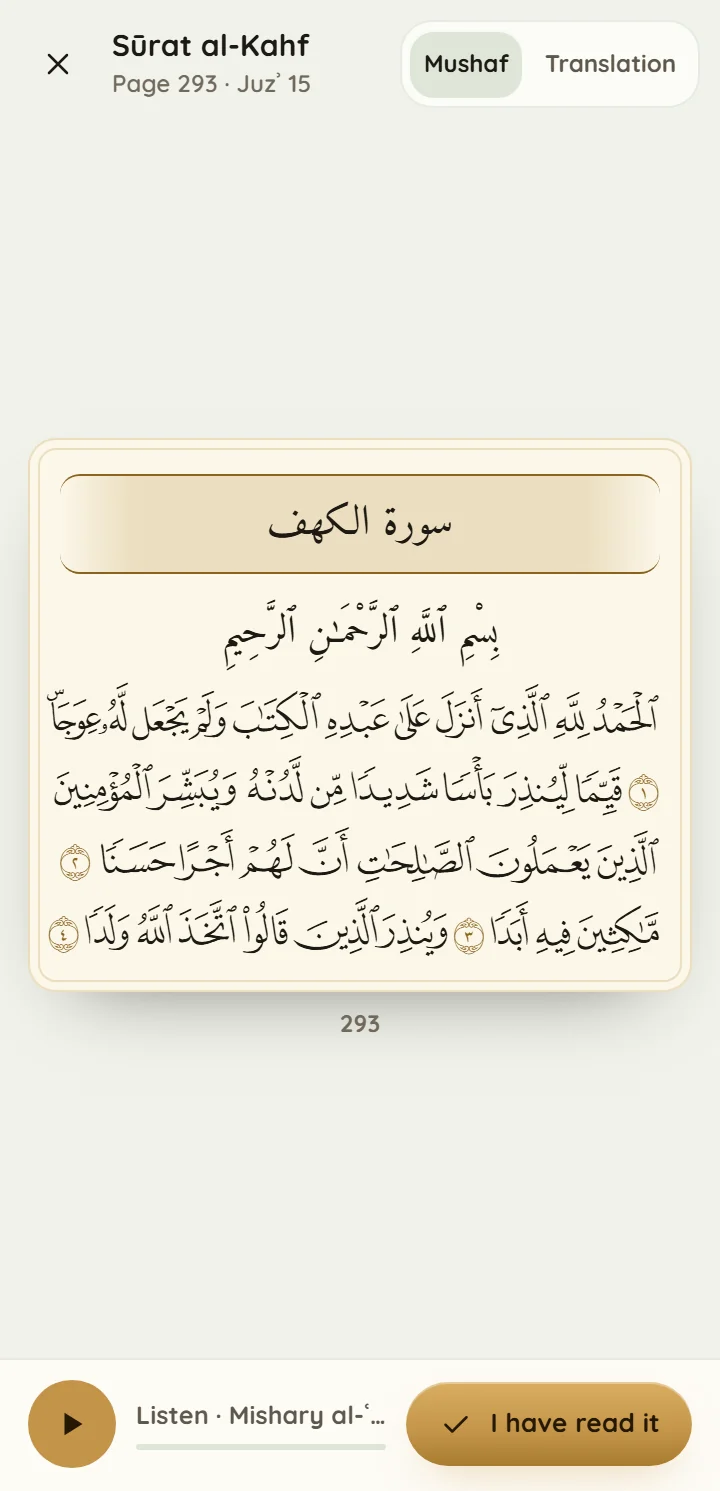 Sūrat al-Kahf
Page 293 · Juzʾ 15
Mushaf
Translation
سورة الكهف
بِسْمِ ٱللَّهِ ٱلرَّحْمَـٰنِ ٱلرَّحِيمِ
ٱلْحَمْدُ لِلَّهِ ٱلَّذِىٓ أَنزَلَ عَلَىٰ عَبْدِهِ ٱلْكِتَـٰبَ وَلَمْ يَجْعَل لَّهُۥ عِوَجَاۜ
١ قَيِّمًا لِّيُنذِرَ بَأْسًا شَدِيدًا مِّن لَّدُنْهُ وَيُبَشِّرَ ٱلْمُؤْمِنِينَ
ٱلَّذِينَ يَعْمَلُونَ ٱلصَّـٰلِحَـٰتِ أَنَّ لَهُمْ أَجْرًا حَسَنًا ٢
مَّـٰكِثِينَ فِيهِ أَبَدًا ٣ وَيُنذِرَ ٱلَّذِينَ قَالُوا۟ ٱتَّخَذَ ٱللَّهُ وَلَدًا ٤
293
Listen · Mishary al-ʿ…
I have read it